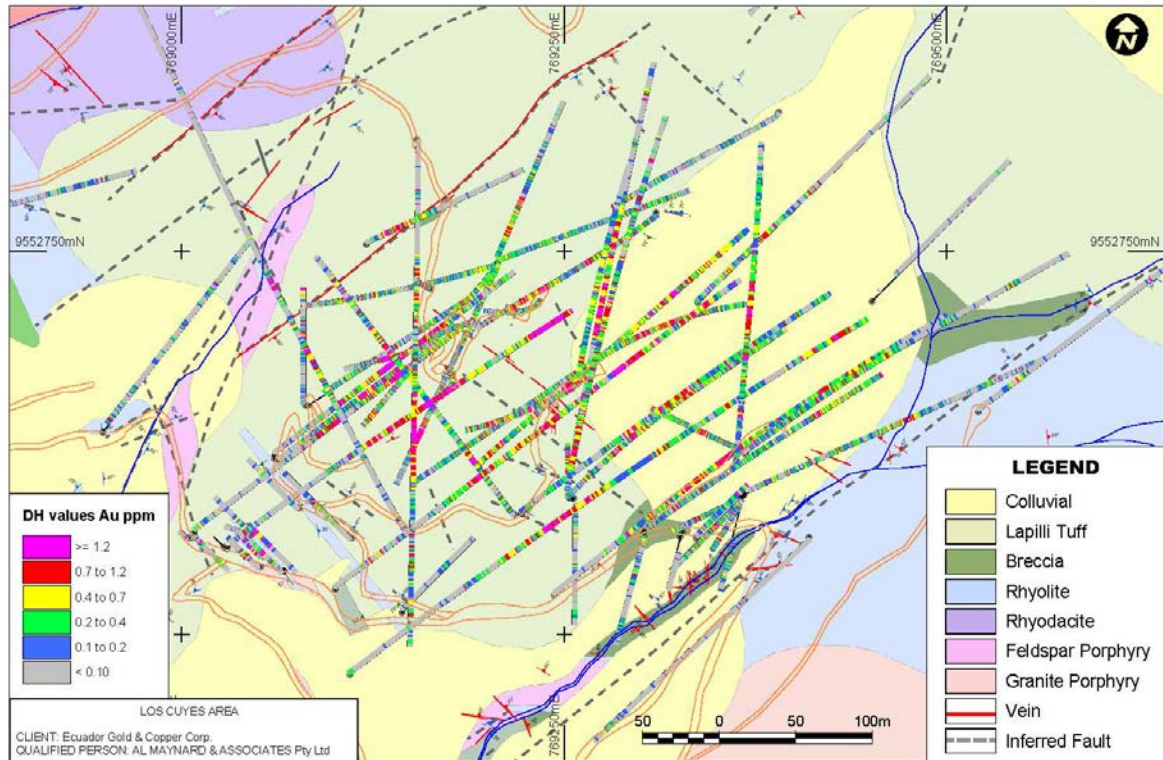 769000mE
769250mE
769500mE
N
9552750mN
9552750mN
DH values Au ppm
>= 1.2
0.7 to 1.2
0.4 to 0.7
0.2 to 0.4
0.1 to 0.2
< 0.10
LEGEND
Colluvial
Lapilli Tuff
Breccia
Rhyolite
Rhyodacite
Feldspar Porphyry
Granite Porphyry
Vein
Inferred Fault
LOS CUYES AREA
CLIENT: Ecuador Gold & Copper Corp.
QUALIFIED PERSON: AL MAYNARD & ASSOCIATES Pty Ltd
769250mE
50 0 50 100m